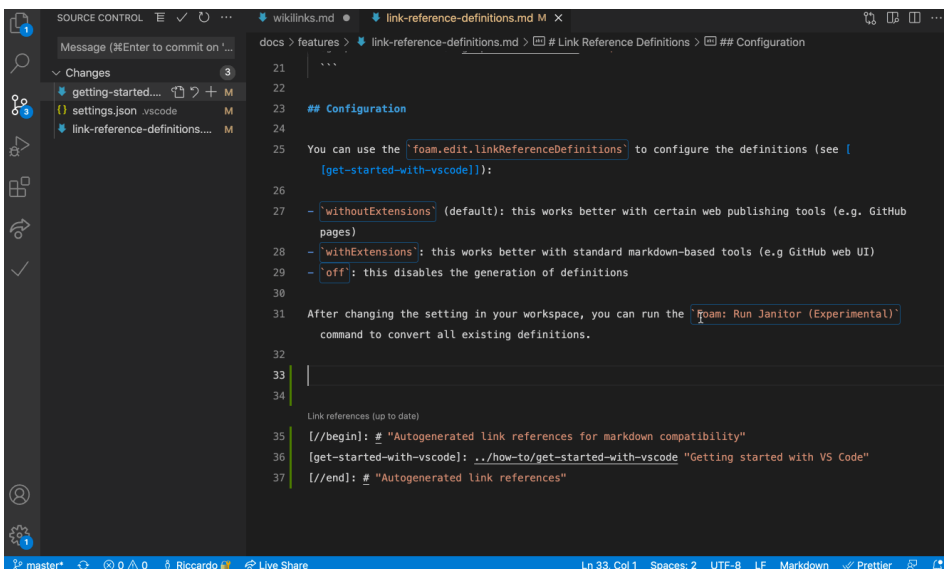 SOURCE CONTROL
wikilinks.md
link-reference-definitions.md M
1
Message (⌘Enter to commit on '...
docs > features > link-reference-definitions.md > # Link Reference Definitions > ## Configuration
Changes 3
getting-started.... M
{} settings.json .vscode M
link-reference-definitions.... M
3
21 ```
22
23 ## Configuration
24
25 You can use the `foam.edit.linkReferenceDefinitions` to configure the definitions (see [
[get-started-with-vscode]]):
26
27 - `withoutExtensions` (default): this works better with certain web publishing tools (e.g. GitHub
pages)
28 - `withExtensions`: this works better with standard markdown-based tools (e.g GitHub web UI)
29 - `off`: this disables the generation of definitions
30
31 After changing the setting in your workspace, you can run the `Foam: Run Janitor (Experimental)`
command to convert all existing definitions.
32
33
34
Link references (up to date)
35 [//begin]: # "Autogenerated link references for markdown compatibility"
36 [get-started-with-vscode]: ../how-to/get-started-with-vscode "Getting started with VS Code"
37 [//end]: # "Autogenerated link references"
1
master* 0 0 Riccardo Live Share Ln 33, Col 1 Spaces: 2 UTF-8 LF Markdown Prettier